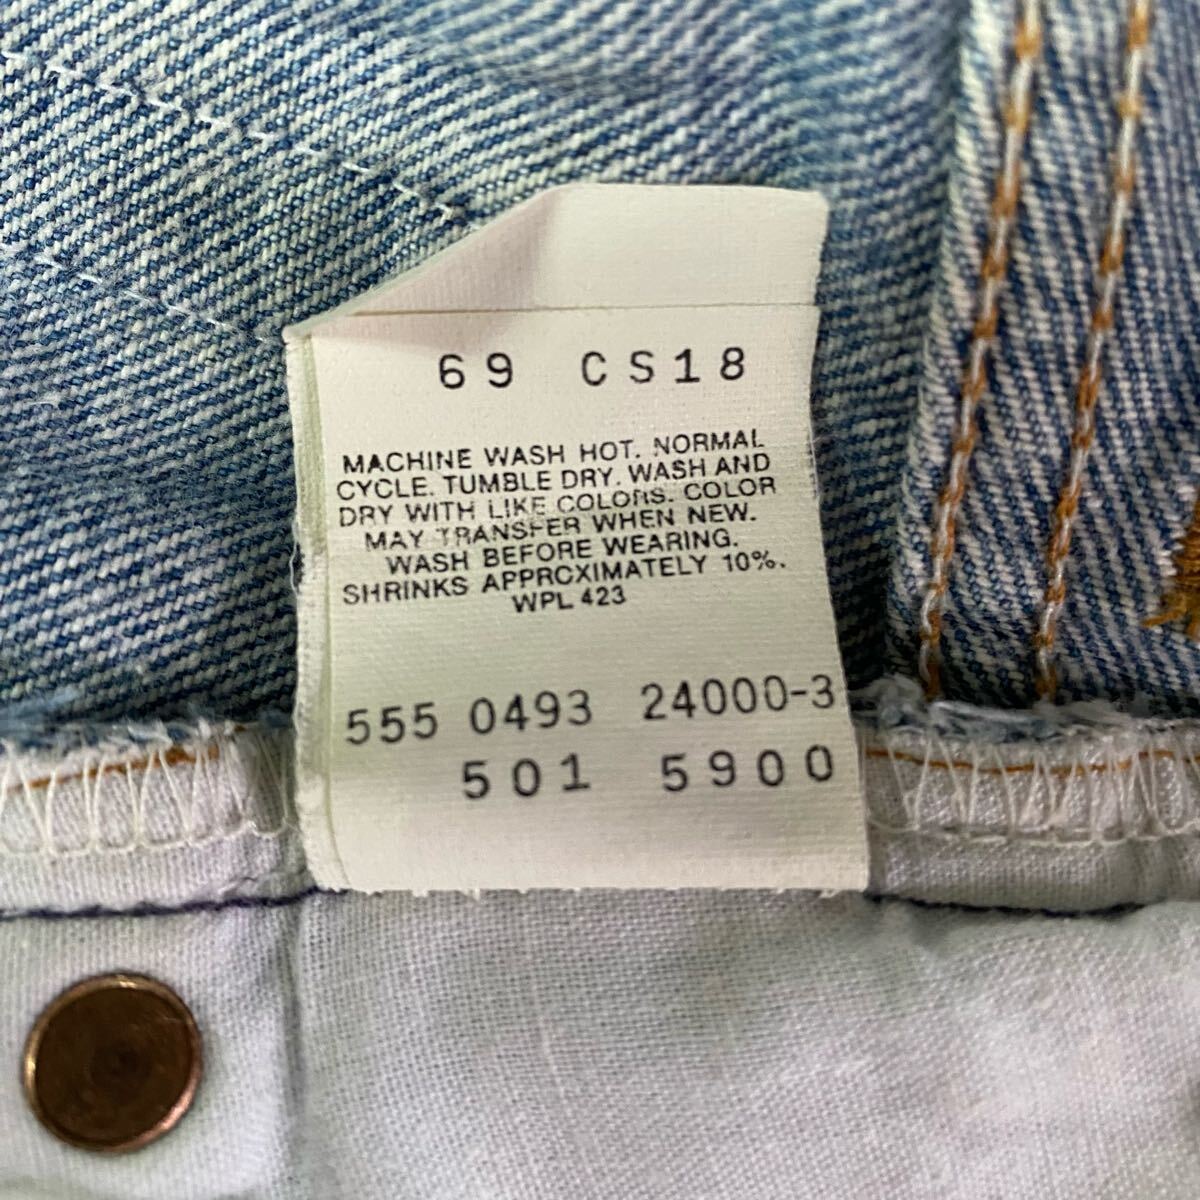 69 CS18
MACHINE WASH HOT. NORMAL
CYCLE. TUMBLE DRY. WASH AND
DRY WITH LIKE COLORS. COLOR
MAY TRANSFER WHEN NEW.
WASH BEFORE WEARING.
SHRINKS APPROXIMATELY 10%.
WPL 423
555 0493 24000-3
501 5900